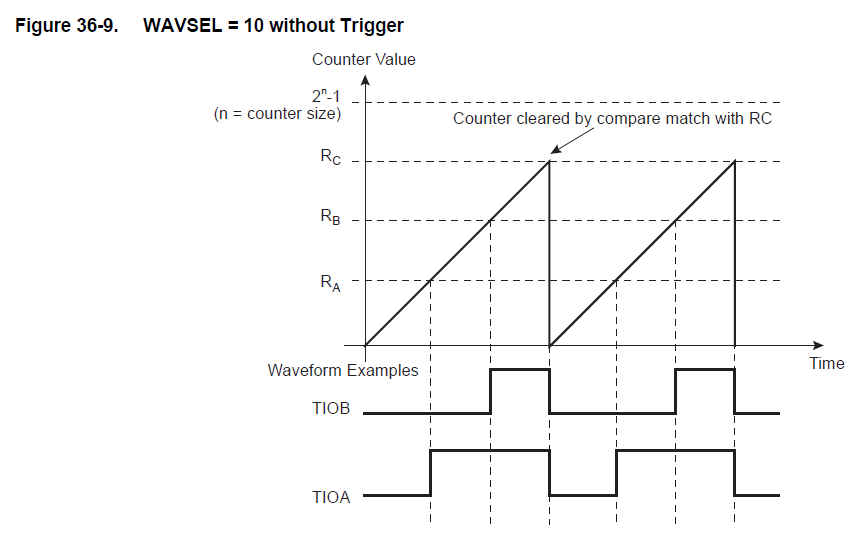 Figure 36-9. WAVSEL = 10 without Trigger
Counter Value
2ⁿ-1
(n = counter size)
Counter cleared by compare match with RC
RC
RB
RA
Time
Waveform Examples
TIOB
TIOA